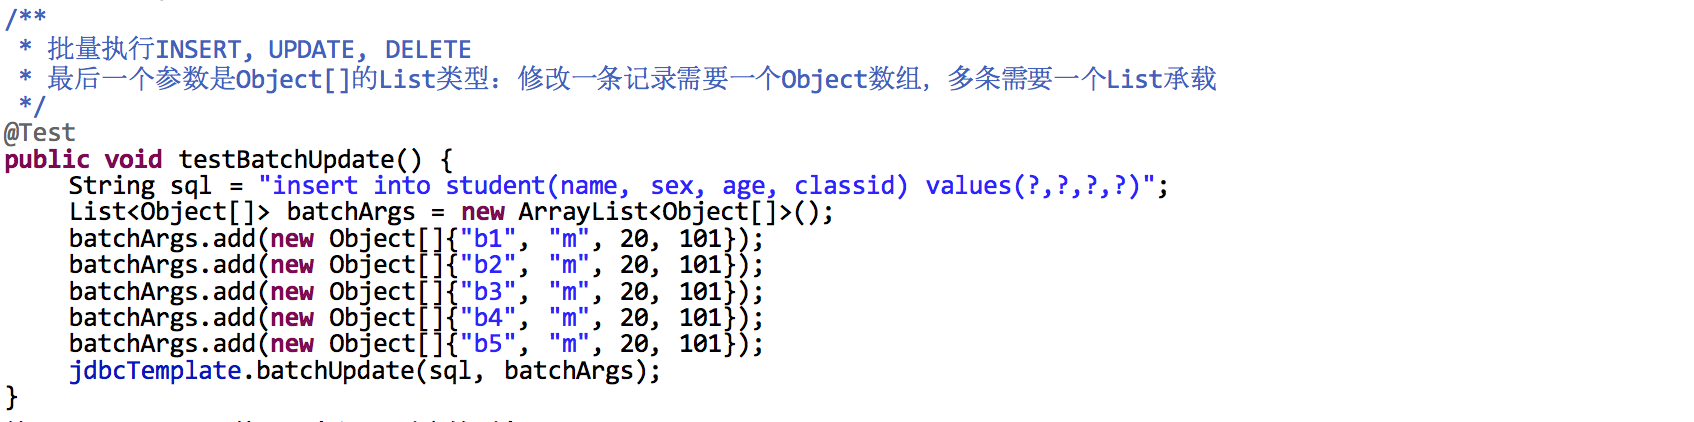 /**
 * 批量执行INSERT, UPDATE, DELETE
 * 最后一个参数是Object[]的List类型：修改一条记录需要一个Object数组，多条需要一个List承载
 */
@Test
public void testBatchUpdate() {
    String sql = "insert into student(name, sex, age, classid) values(?,?,?,?)";
    List<Object[]> batchArgs = new ArrayList<Object[]>();
    batchArgs.add(new Object[]{"b1", "m", 20, 101});
    batchArgs.add(new Object[]{"b2", "m", 20, 101});
    batchArgs.add(new Object[]{"b3", "m", 20, 101});
    batchArgs.add(new Object[]{"b4", "m", 20, 101});
    batchArgs.add(new Object[]{"b5", "m", 20, 101});
    jdbcTemplate.batchUpdate(sql, batchArgs);
}